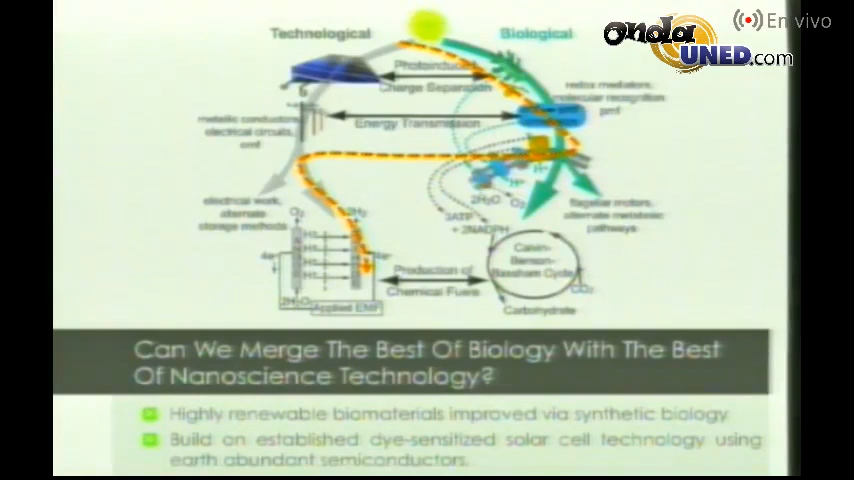 Technological
Biological
Photoinduced
Charge Separation
Energy Transmission
redox mediators,
molecular recognition
pmf
metallic conductors,
electrical circuits,
emf
electrical work,
alternate
storage methods
flagellar motors,
alternate metabolic
pathways
O₂
2H₂
H⁺
H⁺
H⁺
H⁺
4e⁻
4e⁻
2H₂O
Applied EMF
Production of
Chemical Fuels
H⁺
H⁺
2H₂O
O₂
3ATP
+ 2NADPH
Calvin-
Benson-
Bassham Cycle
CO₂
Carbohydrate
Can We Merge The Best Of Biology With The Best
Of Nanoscience Technology?
Highly renewable biomaterials improved via synthetic biology
Build on established dye-sensitized solar cell technology using
earth abundant semiconductors.
En vivo
onda
UNED.com